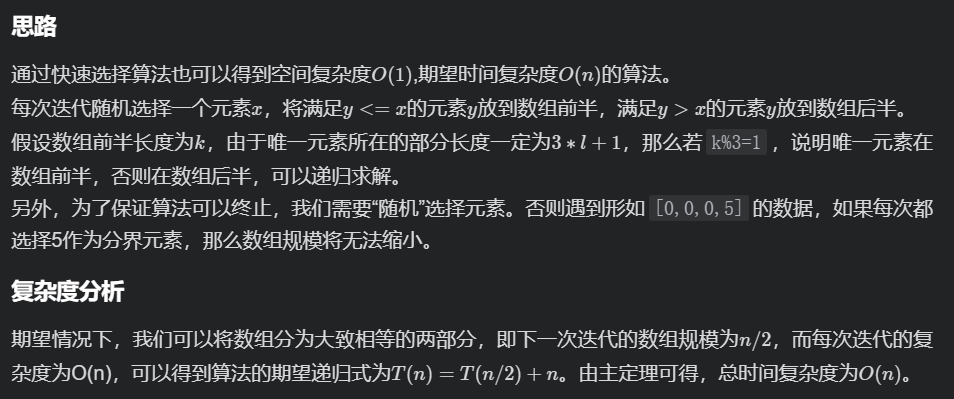 思路
通过快速选择算法也可以得到空间复杂度O(1),期望时间复杂度O(n)的算法。
每次迭代随机选择一个元素x，将满足y <= x的元素y放到数组前半，满足y > x的元素y放到数组后半。
假设数组前半长度为k，由于唯一元素所在的部分长度一定为3 * l + 1，那么若 k%3=1 ，说明唯一元素在
数组前半，否则在数组后半，可以递归求解。
另外，为了保证算法可以终止，我们需要“随机”选择元素。否则遇到形如 [0,0,0,5] 的数据，如果每次都
选择5作为分界元素，那么数组规模将无法缩小。
复杂度分析
期望情况下，我们可以将数组分为大致相等的两部分，即下一次迭代的数组规模为n/2，而每次迭代的复
杂度为O(n)，可以得到算法的期望递归式为T(n) = T(n/2) + n。由主定理可得，总时间复杂度为O(n)。